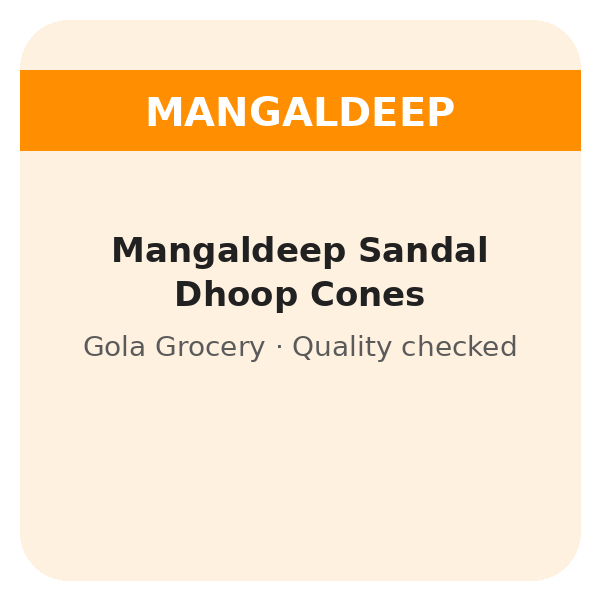 MANGALDEEP
Mangaldeep Sandal
Dhoop Cones
Gola Grocery · Quality checked